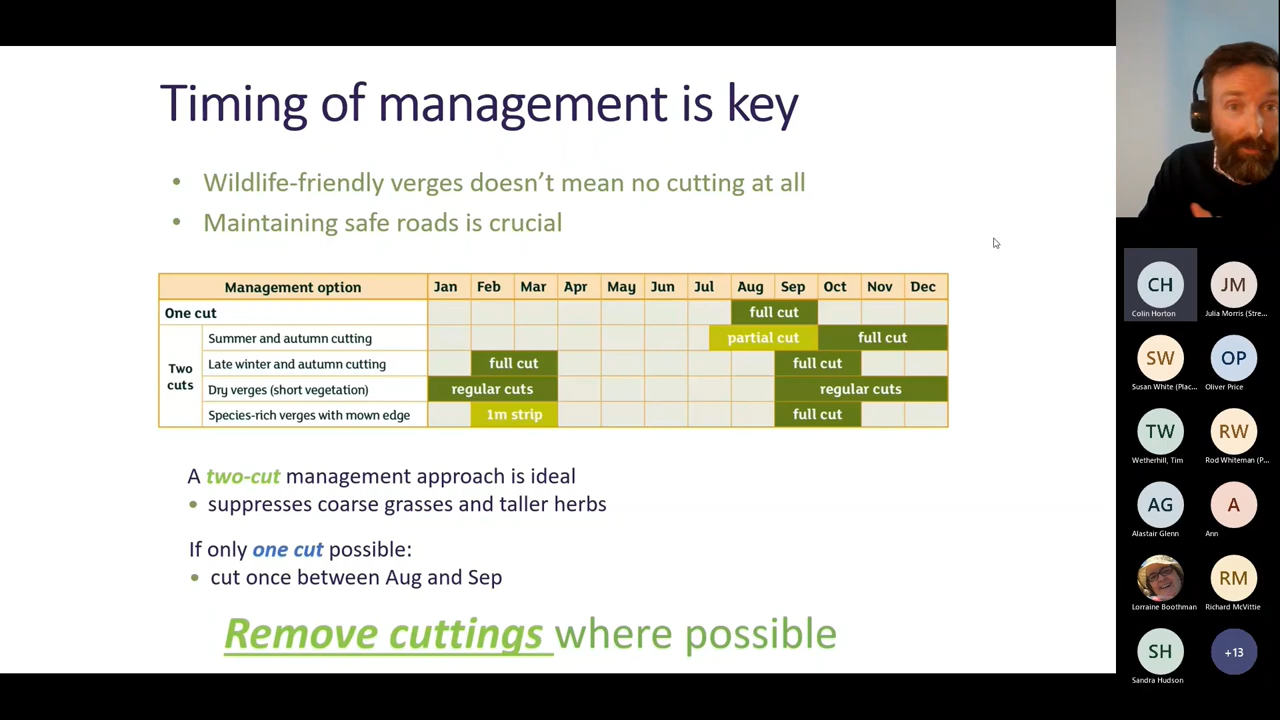 Timing of management is key
• Wildlife-friendly verges doesn't mean no cutting at all
• Maintaining safe roads is crucial
Management option Jan Feb Mar Apr May Jun Jul Aug Sep Oct Nov Dec
One cut full cut
Two cuts
Summer and autumn cutting partial cut full cut
Late winter and autumn cutting full cut full cut
Dry verges (short vegetation) regular cuts regular cuts
Species-rich verges with mown edge 1m strip full cut
A two-cut management approach is ideal
• suppresses coarse grasses and taller herbs
If only one cut possible:
• cut once between Aug and Sep
Remove cuttings where possible
CH JM
Colin Horton Julia Morris (Stre...
SW OP
Susan White (Plac... Oliver Price
TW RW
Wetherhill, Tim Rod Whiteman (P...
AG A
Alastair Glenn Ann
RM
Lorraine Boothman Richard McVittie
SH +13
Sandra Hudson